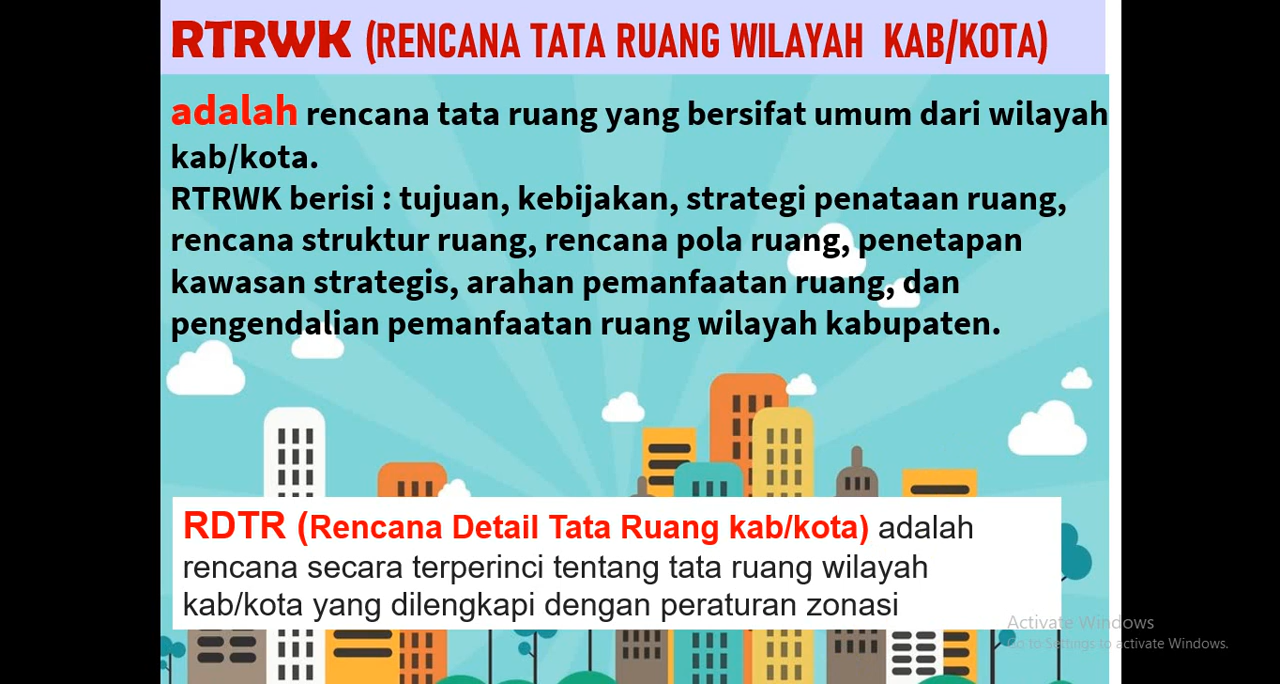 RTRWK (RENCANA TATA RUANG WILAYAH KAB/KOTA)
adalah rencana tata ruang yang bersifat umum dari wilayah
kab/kota.
RTRWK berisi : tujuan, kebijakan, strategi penataan ruang,
rencana struktur ruang, rencana pola ruang, penetapan
kawasan strategis, arahan pemanfaatan ruang, dan
pengendalian pemanfaatan ruang wilayah kabupaten.
RDTR (Rencana Detail Tata Ruang kab/kota) adalah
rencana secara terperinci tentang tata ruang wilayah
kab/kota yang dilengkapi dengan peraturan zonasi
Activate Windows
Go to Settings to activate Windows.